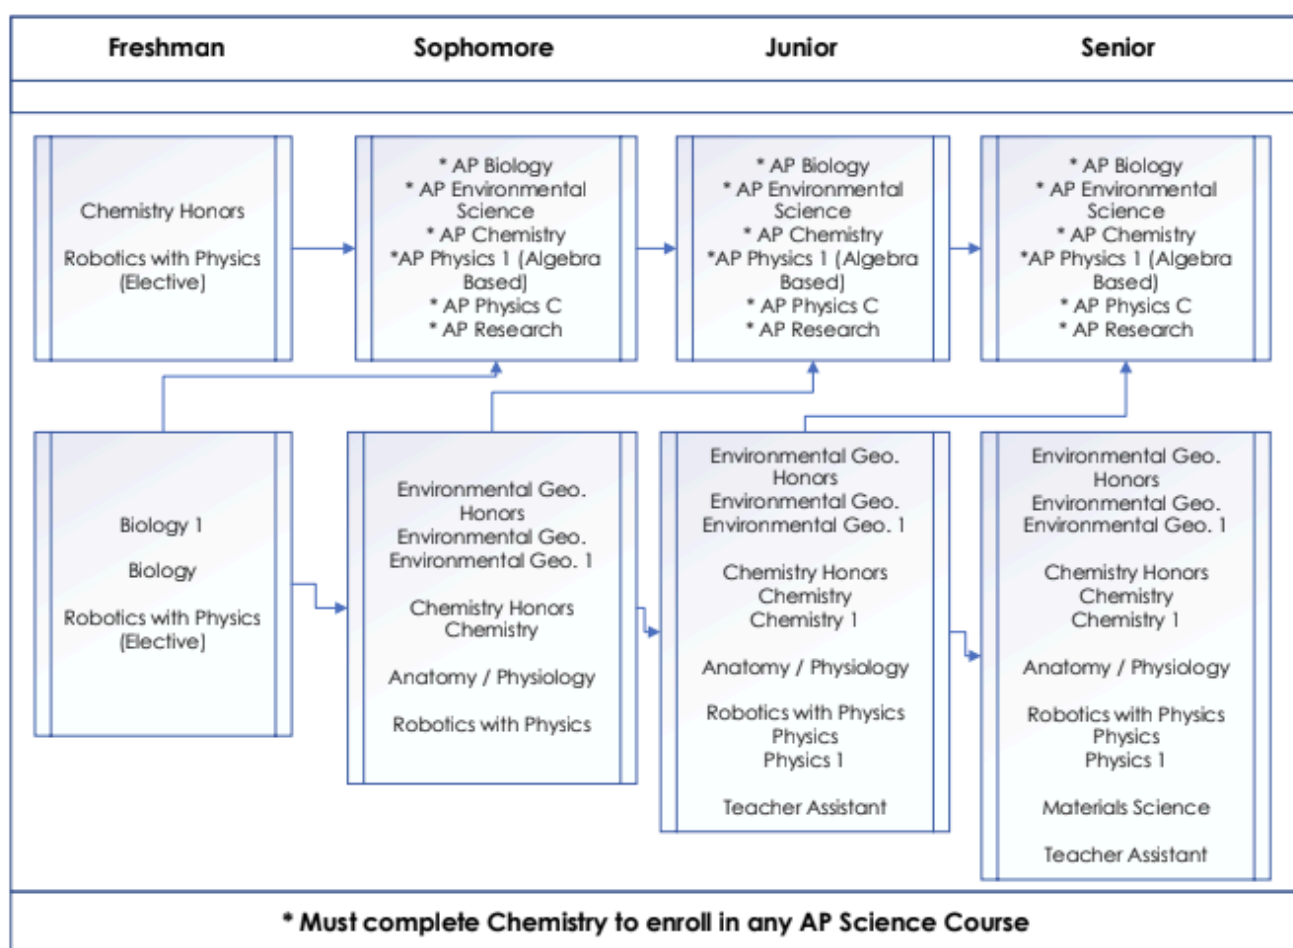 Freshman
Sophomore
Junior
Senior
Chemistry Honors
Robotics with Physics
(Elective)
* AP Biology
* AP Environmental
Science
* AP Chemistry
*AP Physics 1 (Algebra
Based)
* AP Physics C
* AP Research
* AP Biology
* AP Environmental
Science
* AP Chemistry
*AP Physics 1 (Algebra
Based)
* AP Physics C
* AP Research
* AP Biology
* AP Environmental
Science
* AP Chemistry
*AP Physics 1 (Algebra
Based)
* AP Physics C
* AP Research
Biology 1
Biology
Robotics with Physics
(Elective)
Environmental Geo.
Honors
Environmental Geo.
Environmental Geo. 1
Chemistry Honors
Chemistry
Anatomy / Physiology
Robotics with Physics
Environmental Geo.
Honors
Environmental Geo.
Environmental Geo. 1
Chemistry Honors
Chemistry
Chemistry 1
Anatomy / Physiology
Robotics with Physics
Physics
Physics 1
Teacher Assistant
Environmental Geo.
Honors
Environmental Geo.
Environmental Geo. 1
Chemistry Honors
Chemistry
Chemistry 1
Anatomy / Physiology
Robotics with Physics
Physics
Physics 1
Materials Science
Teacher Assistant
* Must complete Chemistry to enroll in any AP Science Course